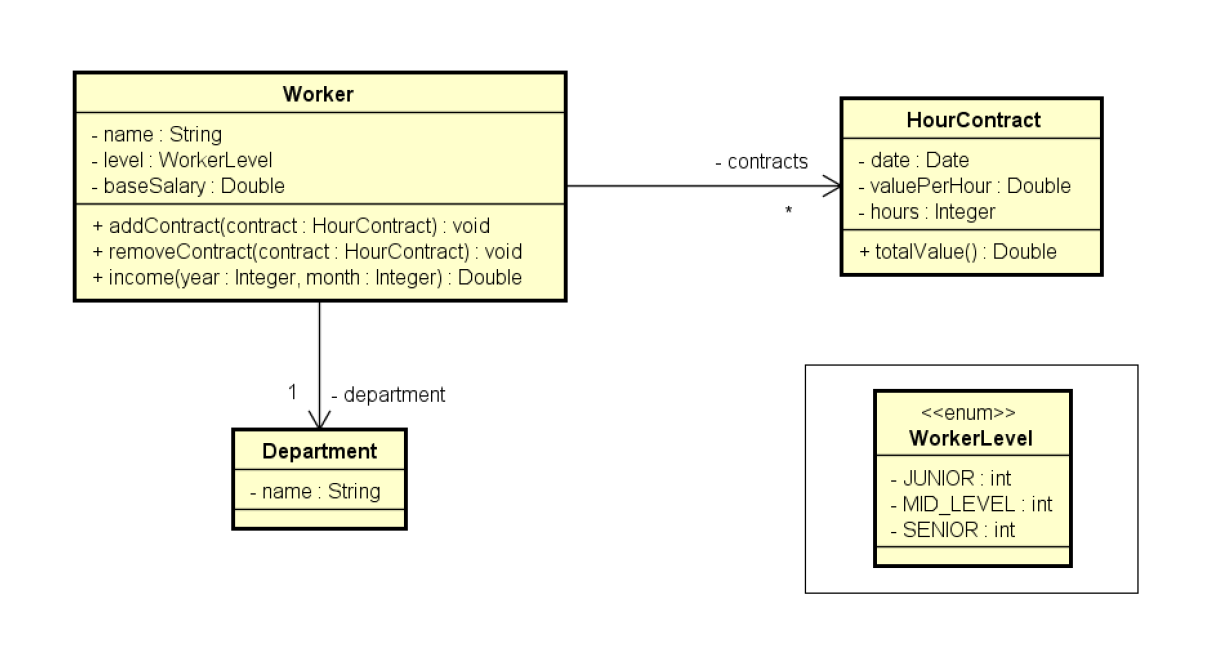 Worker
- name : String
- level : WorkerLevel
- baseSalary : Double
+ addContract(contract : HourContract) : void
+ removeContract(contract : HourContract) : void
+ income(year : Integer, month : Integer) : Double
- contracts
*
HourContract
- date : Date
- valuePerHour : Double
- hours : Integer
+ totalValue() : Double
1
- department
Department
- name : String
<<enum>>
WorkerLevel
- JUNIOR : int
- MID_LEVEL : int
- SENIOR : int